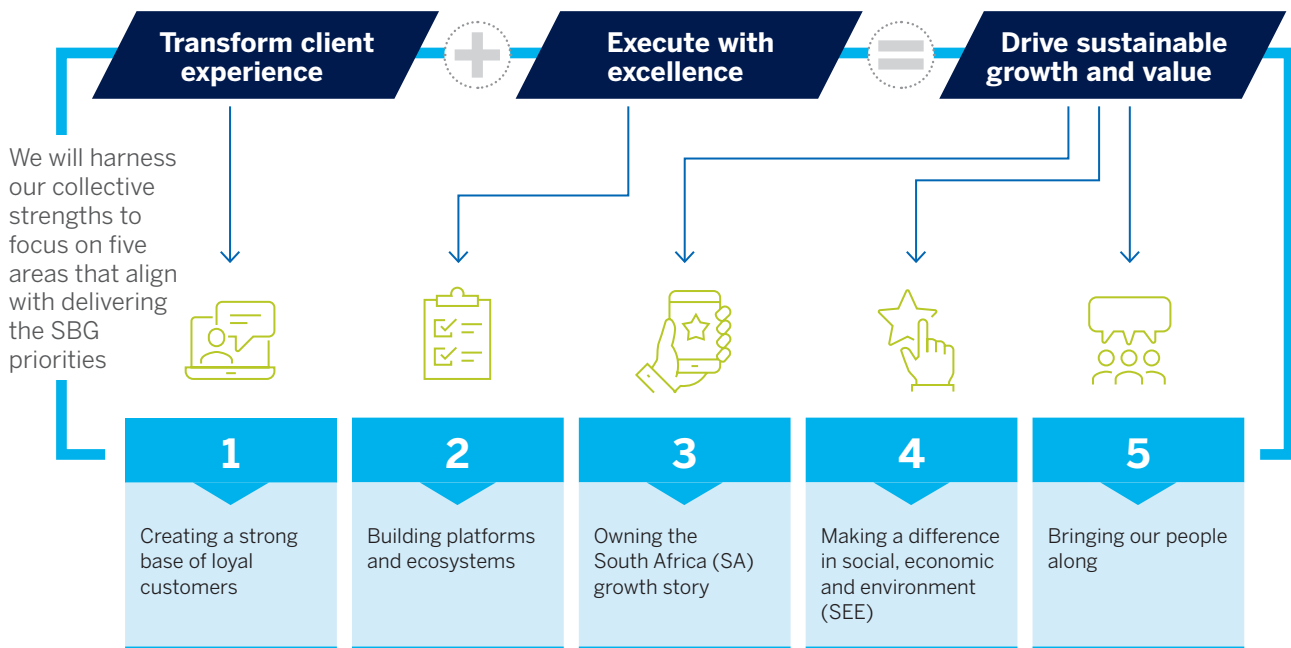 Transform client
experience
Execute with
excellence
Drive sustainable
growth and value
We will harness
our collective
strengths to
focus on five
areas that align
with delivering
the SBG
priorities
1
Creating a strong
base of loyal
customers
2
Building platforms
and ecosystems
3
Owning the
South Africa (SA)
growth story
4
Making a difference
in social, economic
and environment
(SEE)
5
Bringing our people
along